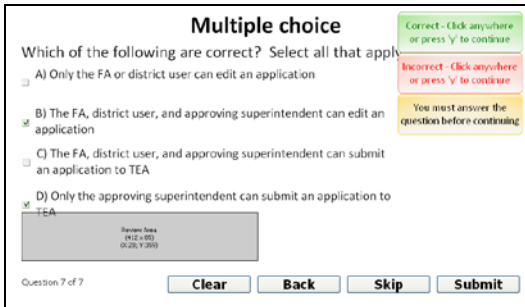 Multiple choice
Correct - Click anywhere
or press 'y' to continue
Which of the following are correct? Select all that apply
Incorrect - Click anywhere
or press 'y' to continue
A) Only the FA or district user can edit an application
You must answer the
question before continuing
B) The FA, district user, and approving superintendent can edit an
application
C) The FA, district user, and approving superintendent can submit
an application to TEA
D) Only the approving superintendent can submit an application to
TEA
Review Area
Question 7 of 7
Clear
Back
Skip
Submit